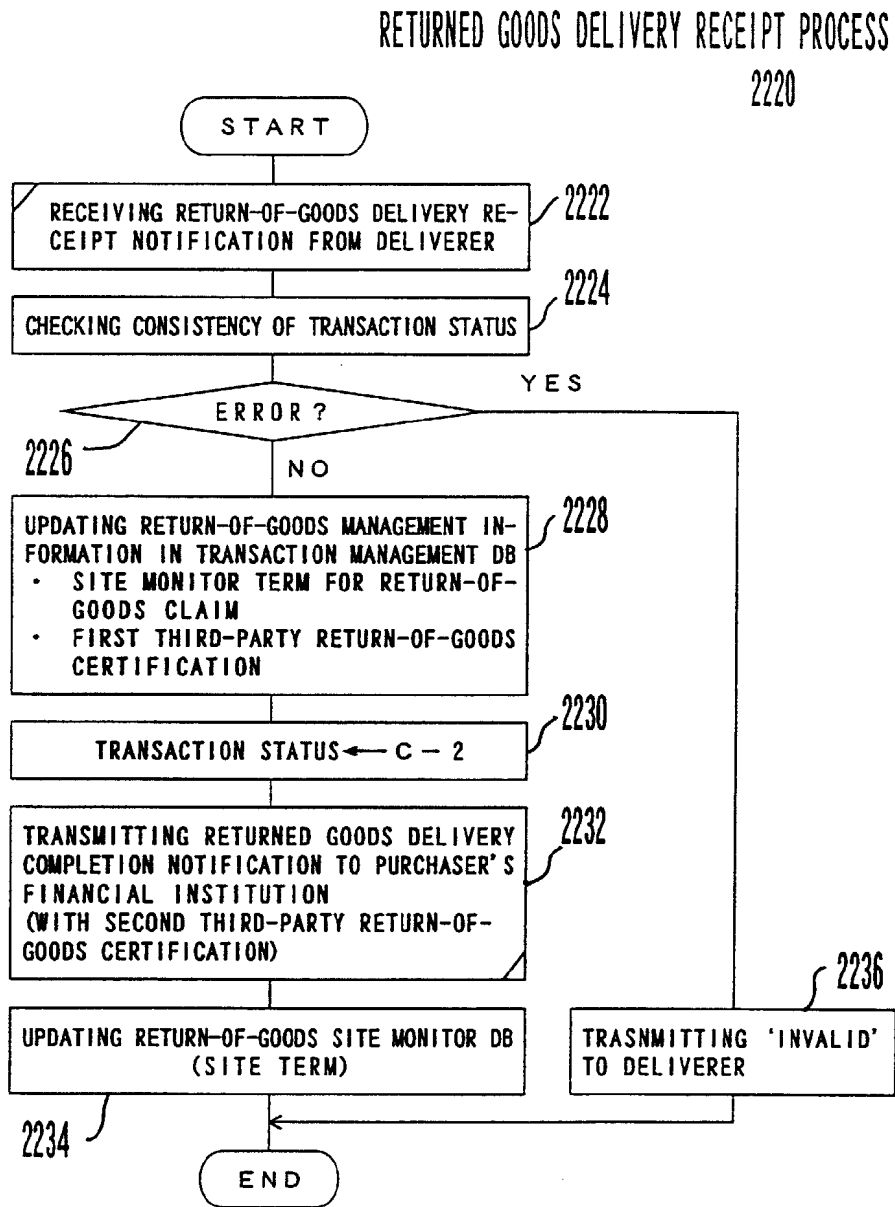 RETURNED GOODS DELIVERY RECEIPT PROCESS
2220
START
RECEIVING RETURN-OF-GOODS DELIVERY RE-
CEIPT NOTIFICATION FROM DELIVERER
2222
CHECKING CONSISTENCY OF TRANSACTION STATUS
2224
ERROR?
YES
2226
NO
UPDATING RETURN-OF-GOODS MANAGEMENT IN-
FORMATION IN TRANSACTION MANAGEMENT DB
· SITE MONITOR TERM FOR RETURN-OF-
GOODS CLAIM
· FIRST THIRD-PARTY RETURN-OF-GOODS
CERTIFICATION
2228
TRANSACTION STATUS ← C - 2
2230
TRANSMITTING RETURNED GOODS DELIVERY
COMPLETION NOTIFICATION TO PURCHASER'S
FINANCIAL INSTITUTION
(WITH SECOND THIRD-PARTY RETURN-OF-
GOODS CERTIFICATION)
2232
UPDATING RETURN-OF-GOODS SITE MONITOR DB
(SITE TERM)
2234
TRASNMITTING 'INVALID'
TO DELIVERER
2236
END